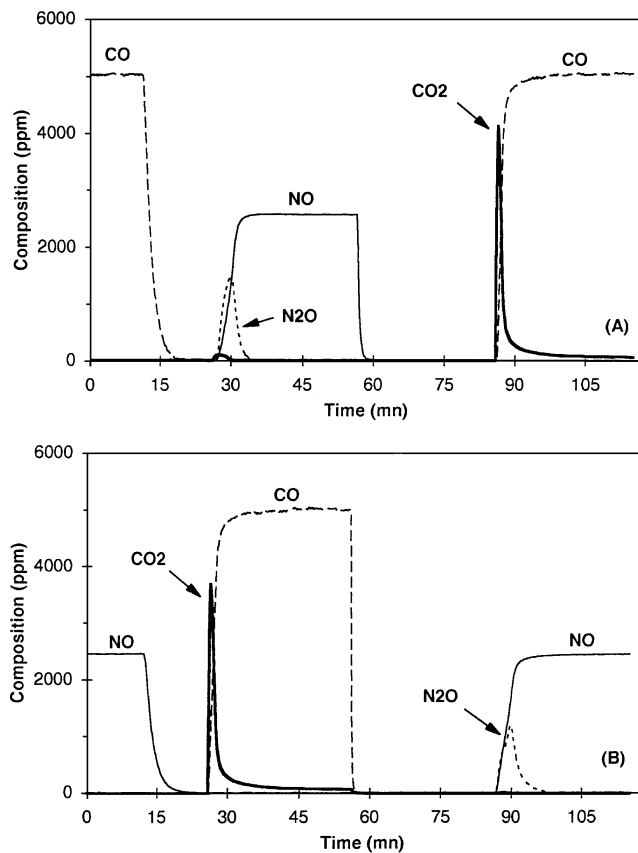 6000
CO
CO
CO2
4000
Composition (ppm)
NO
2000
N2O
(A)
0
0 15 30 45 60 75 90 105
Time (mn)
6000
CO
CO2
4000
Composition (ppm)
NO
NO
2000
N2O
(B)
0
0 15 30 45 60 75 90 105
Time (mn)